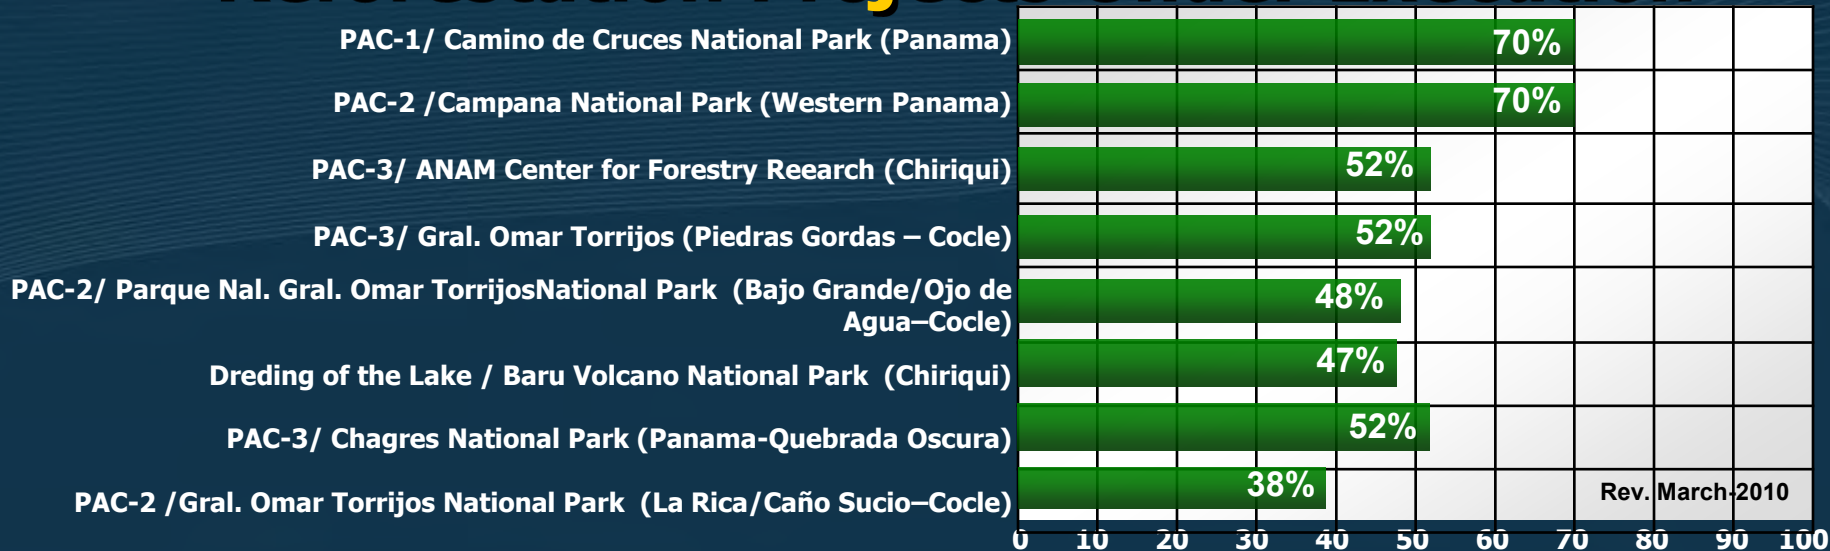 Reforestation Projects Under Execution
PAC-1/ Camino de Cruces National Park (Panama)
70%
PAC-2 /Campana National Park (Western Panama)
70%
PAC-3/ ANAM Center for Forestry Reearch (Chiriqui)
52%
PAC-3/ Gral. Omar Torrijos (Piedras Gordas – Cocle)
52%
PAC-2/ Parque Nal. Gral. Omar TorrijosNational Park (Bajo Grande/Ojo de
Agua–Cocle)
48%
Dreding of the Lake / Baru Volcano National Park (Chiriqui)
47%
PAC-3/ Chagres National Park (Panama-Quebrada Oscura)
52%
PAC-2 /Gral. Omar Torrijos National Park (La Rica/Caño Sucio–Cocle)
38%
Rev. March-2010
0 10 20 30 40 50 60 70 80 90 100